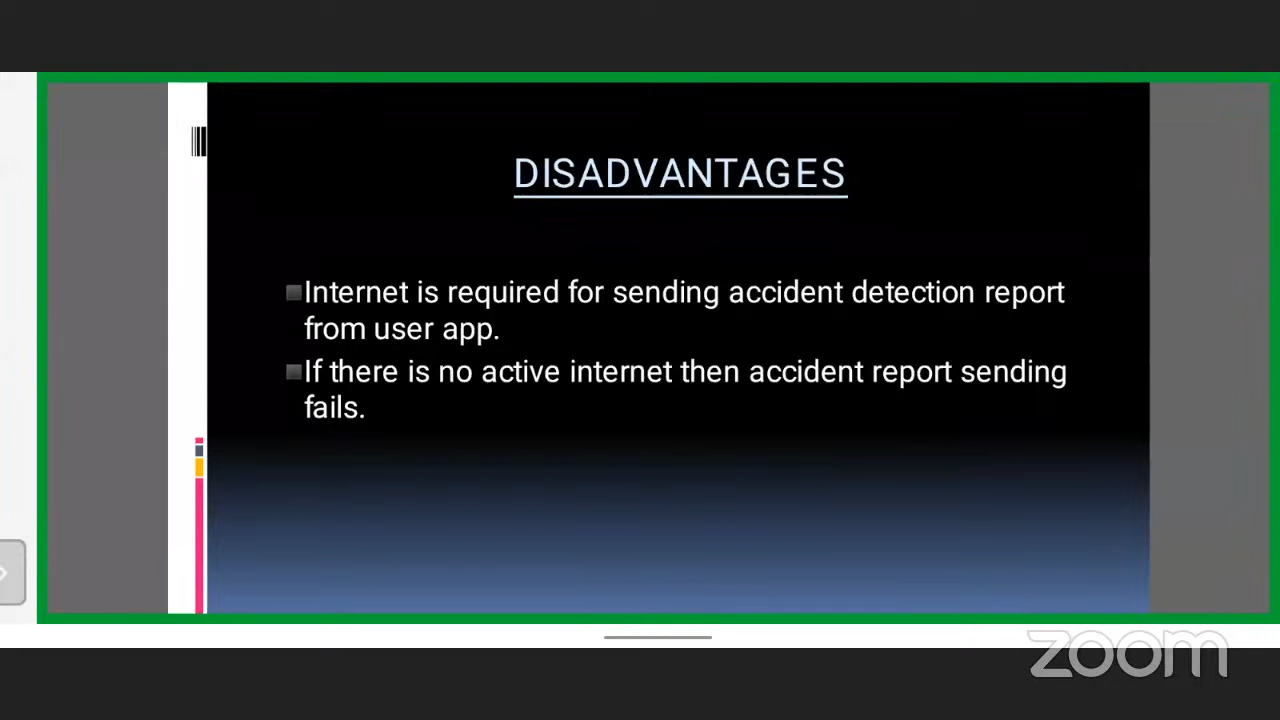 DISADVANTAGES
Internet is required for sending accident detection report
from user app.
If there is no active internet then accident report sending
fails.
zoom